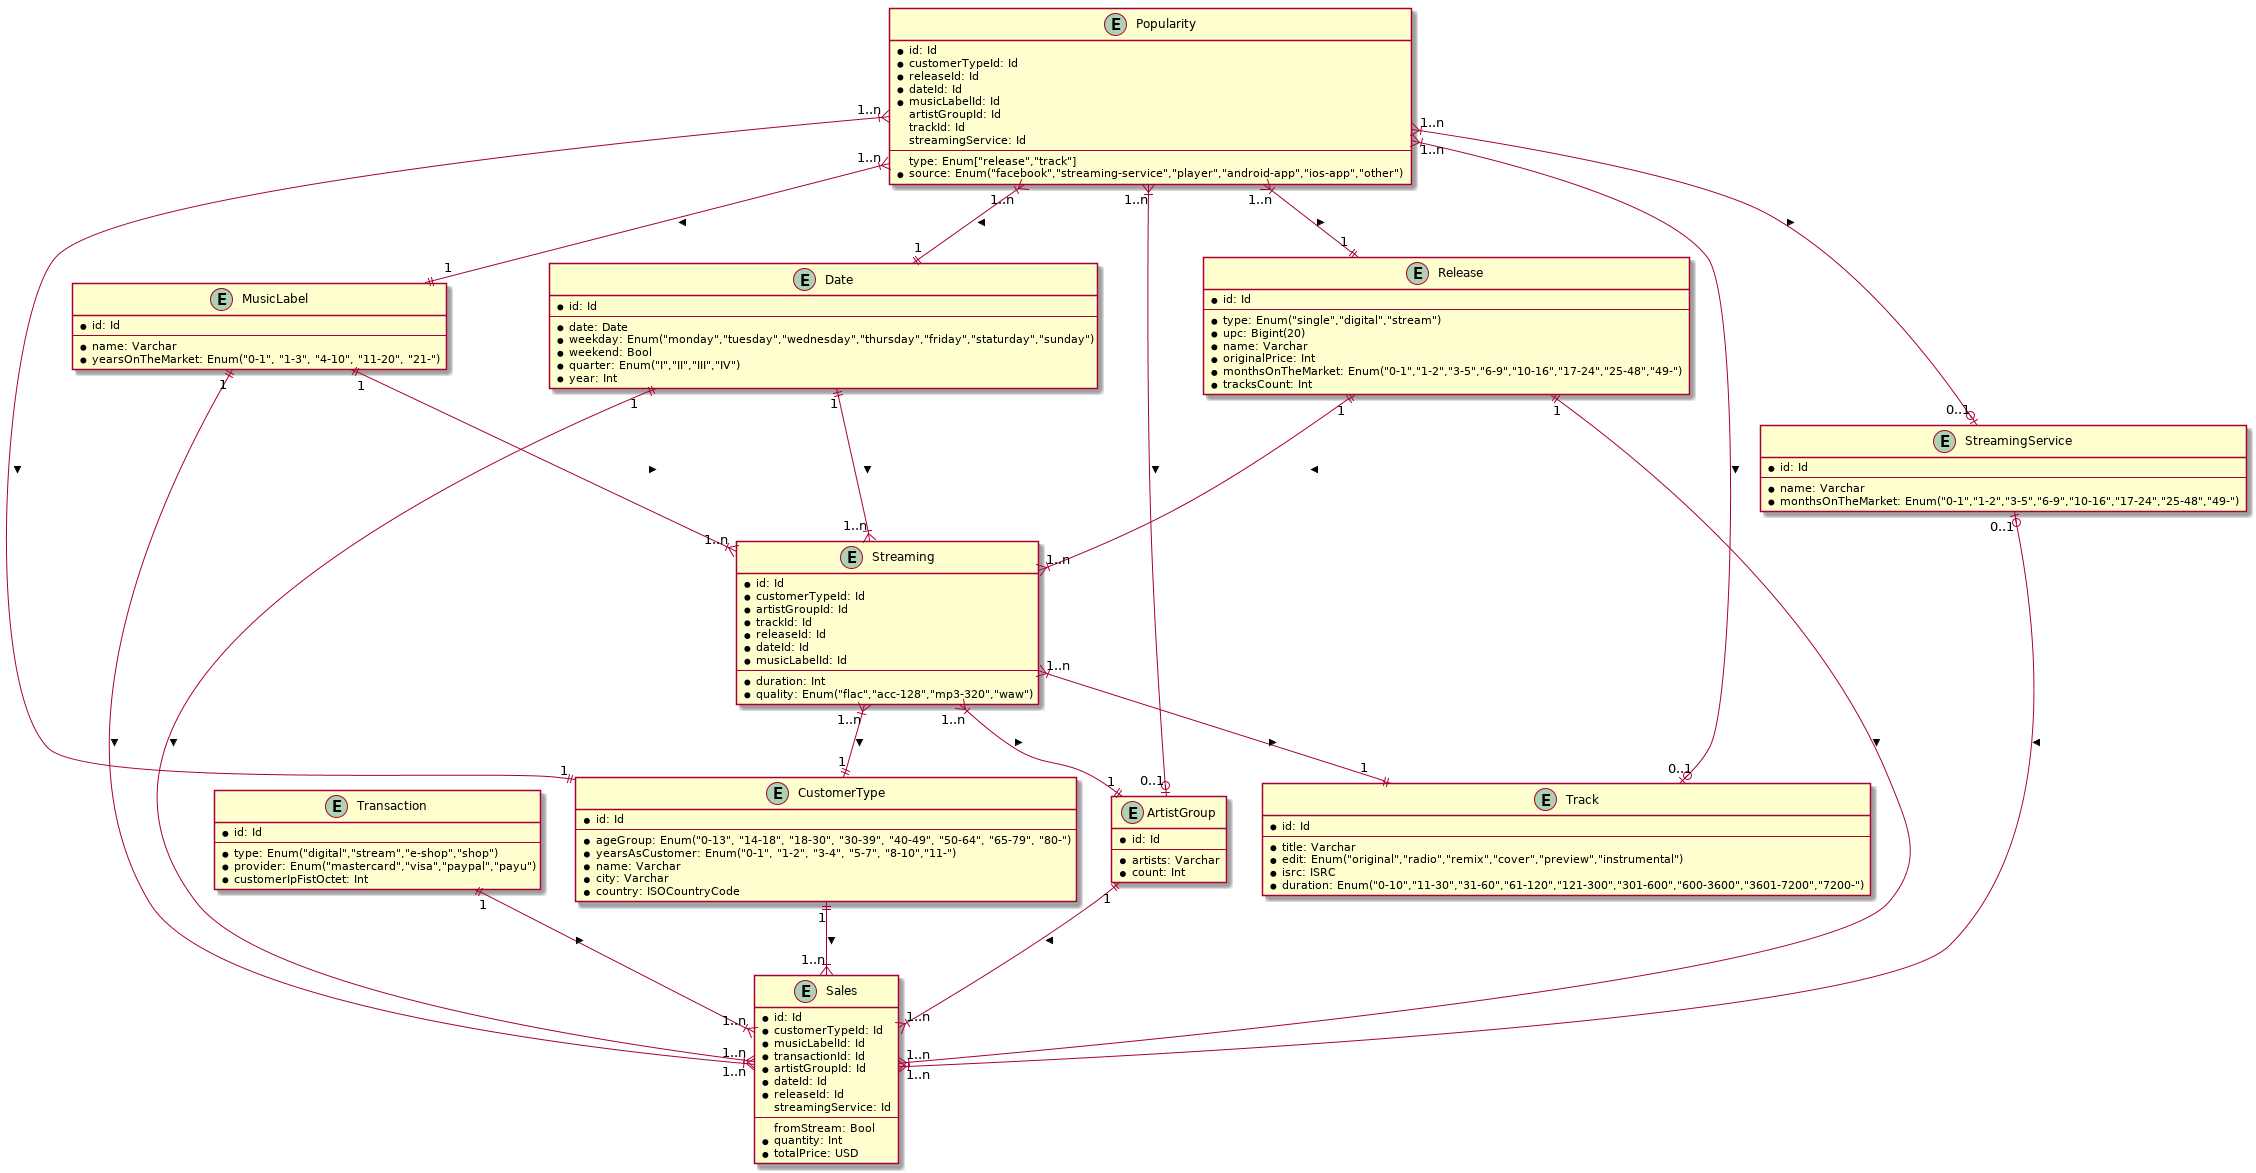 E Popularity
id: Id
customerTypeId: Id
releaseId: Id
dateId: Id
musicLabelId: Id
artistGroupId: Id
trackId: Id
streamingService: Id
type: Enum["release","track"]
source: Enum("facebook","streaming-service","player","android-app","ios-app","other")
1..n
1..n
1..n
1..n
1..n
1..n
1..n
1
1
1
E MusicLabel
id: Id
name: Varchar
yearsOnTheMarket: Enum("0-1", "1-3", "4-10", "11-20", "21-")
E Date
id: Id
date: Date
weekday: Enum("monday","tuesday","wednesday","thursday","friday","staturday","sunday")
weekend: Bool
quarter: Enum("I","II","III","IV")
year: Int
E Release
id: Id
type: Enum("single","digital","stream")
upc: Bigint(20)
name: Varchar
originalPrice: Int
monthsOnTheMarket: Enum("0-1","1-2","3-5","6-9","10-16","17-24","25-48","49-")
tracksCount: Int
1
1
1
1
1
1
0..1
E StreamingService
id: Id
name: Varchar
monthsOnTheMarket: Enum("0-1","1-2","3-5","6-9","10-16","17-24","25-48","49-")
0..1
1..n
1..n
1..n
E Streaming
id: Id
customerTypeId: Id
artistGroupId: Id
trackId: Id
releaseId: Id
dateId: Id
musicLabelId: Id
duration: Int
quality: Enum("flac","acc-128","mp3-320","waw")
1..n
1..n
1..n
1
1
1
0..1
1
0..1
E Transaction
id: Id
type: Enum("digital","stream","e-shop","shop")
provider: Enum("mastercard","visa","paypal","payu")
customerIpFistOctet: Int
E CustomerType
id: Id
ageGroup: Enum("0-13", "14-18", "18-30", "30-39", "40-49", "50-64", "65-79", "80-")
yearsAsCustomer: Enum("0-1", "1-2", "3-4", "5-7", "8-10","11-")
name: Varchar
city: Varchar
country: ISOCountryCode
E ArtistGroup
id: Id
artists: Varchar
count: Int
E Track
id: Id
title: Varchar
edit: Enum("original","radio","remix","cover","preview","instrumental")
isrc: ISRC
duration: Enum("0-10","11-30","31-60","61-120","121-300","301-600","600-3600","3601-7200","7200-")
1
1
1
1..n
1..n
1..n
1..n
1..n
1..n
1..n
E Sales
id: Id
customerTypeId: Id
musicLabelId: Id
transactionId: Id
artistGroupId: Id
dateId: Id
releaseId: Id
streamingService: Id
fromStream: Bool
quantity: Int
totalPrice: USD